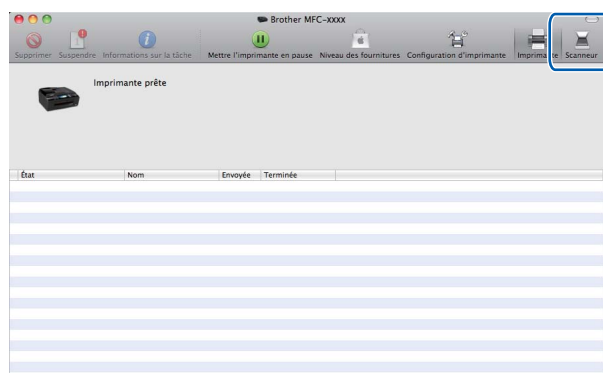 Brother MFC-XXXX
Supprimer Suspendre Informations sur la tâche Mettre l'imprimante en pause Niveau des fournitures Configuration d'imprimante Imprimante Scanneur
Imprimante prête
État Nom Envoyée Terminée